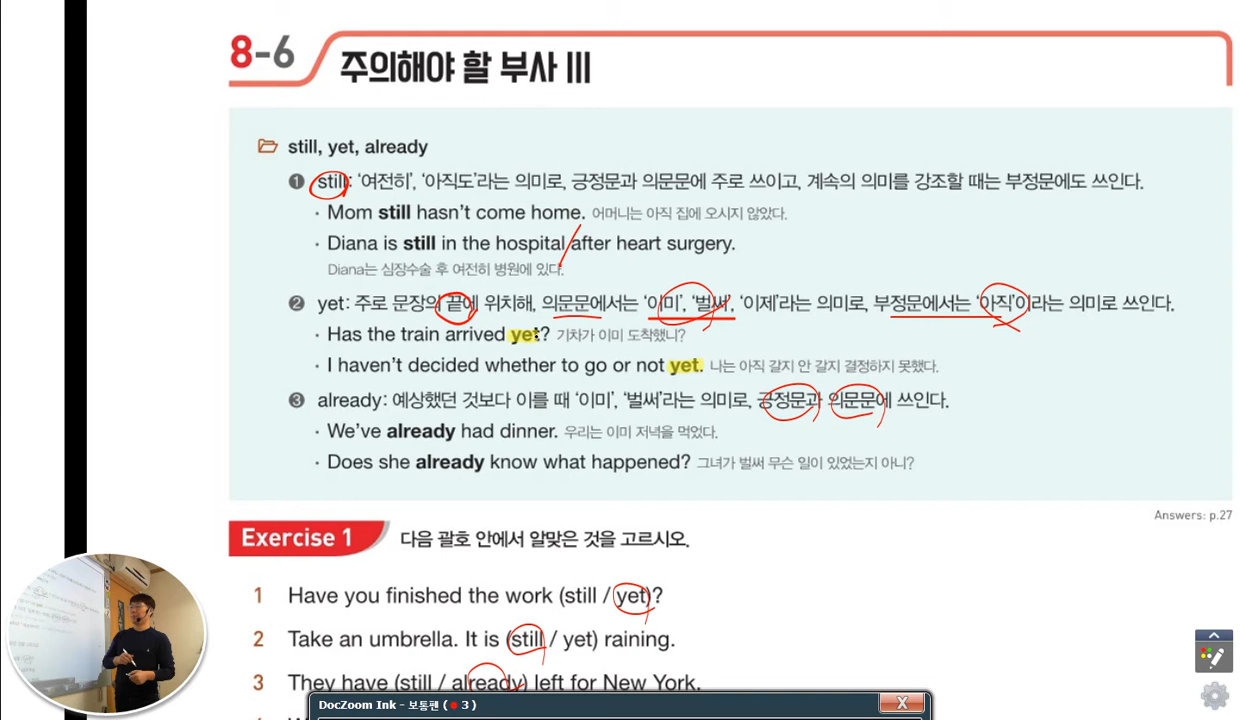 8-6 주의해야 할 부사 III
still, yet, already
❶ still: ‘여전히’, ‘아직도’라는 의미로, 긍정문과 의문문에 주로 쓰이고, 계속의 의미를 강조할 때는 부정문에도 쓰인다.
· Mom still hasn’t come home. 어머니는 아직 집에 오시지 않았다.
· Diana is still in the hospital after heart surgery.
Diana는 심장수술 후 여전히 병원에 있다.
❷ yet: 주로 문장의 끝에 위치해, 의문문에서는 ‘이미’, ‘벌써’, ‘이제’라는 의미로, 부정문에서는 ‘아직’이라는 의미로 쓰인다.
· Has the train arrived yet? 기차가 이미 도착했니?
· I haven’t decided whether to go or not yet. 나는 아직 갈지 안 갈지 결정하지 못했다.
❸ already: 예상했던 것보다 이를 때 ‘이미’, ‘벌써’라는 의미로, 긍정문과 의문문에 쓰인다.
· We’ve already had dinner. 우리는 이미 저녁을 먹었다.
· Does she already know what happened? 그녀가 벌써 무슨 일이 있었는지 아니?
Answers: p.27
Exercise 1 다음 괄호 안에서 알맞은 것을 고르시오.
1 Have you finished the work (still / yet)?
2 Take an umbrella. It is (still / yet) raining.
3 They have (still / already) left for New York.
DocZoom Ink - 보통펜 ( 3 )